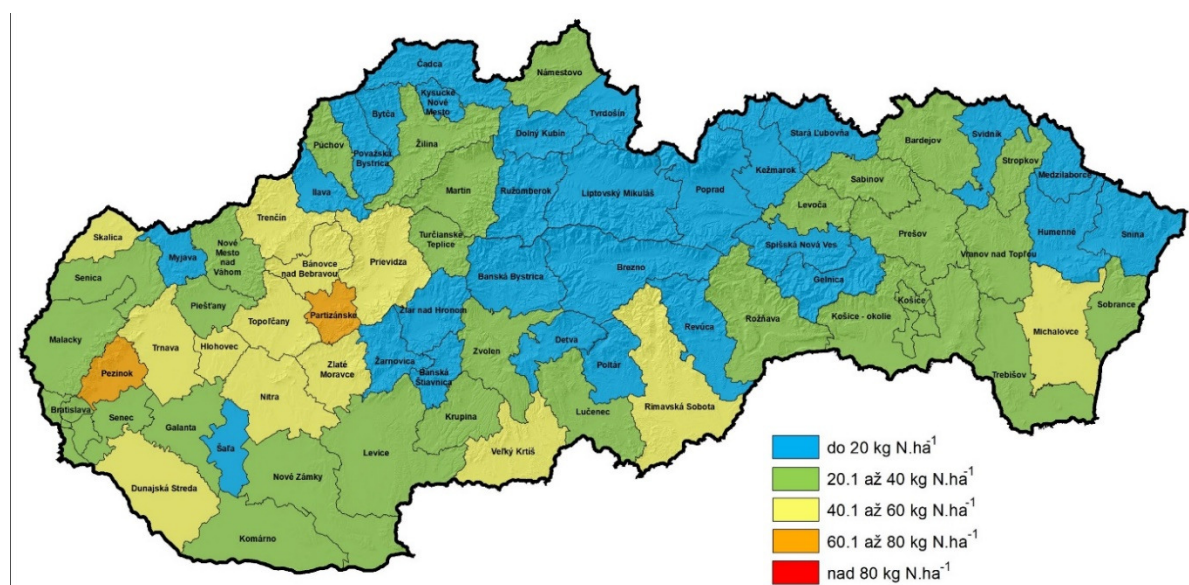 Čadca
Námestovo
Kysucké
Nové
Mesto
Tvrdošín
Bytča
Dolný Kubín
Stará Ľubovňa
Bardejov
Svidník
Púchov
Považská
Bystrica
Žilina
Stropkov
Kežmarok
Medzilaborce
Sabinov
Ilava
Martin
Ružomberok
Liptovský Mikuláš
Poprad
Levoča
Trenčín
Turčianske
Teplice
Prešov
Humenné
Snina
Skalica
Nové
Mesto
nad
Váhom
Myjava
Spišská Nová Ves
Vranov nad Topľou
Bánovce
nad Bebravou
Prievidza
Banská Bystrica
Brezno
Gelnica
Senica
Piešťany
Partizánske
Žiar nad Hronom
Košice
Sobrance
Topoľčany
Revúca
Rožňava
Košice - okolie
Michalovce
Malacky
Trnava
Hlohovec
Zlaté
Moravce
Žarnovica
Banská
Štiavnica
Zvolen
Detva
Poltár
Pezinok
Trebišov
Nitra
Rimavská Sobota
Bratislava
Senec
Galanta
Krupina
Lučenec
Šaľa
Levice
Veľký Krtíš
Nové Zámky
Dunajská Streda
Komárno
do 20 kg N.ha-1
20.1 až 40 kg N.ha-1
40.1 až 60 kg N.ha-1
60.1 až 80 kg N.ha-1
nad 80 kg N.ha-1